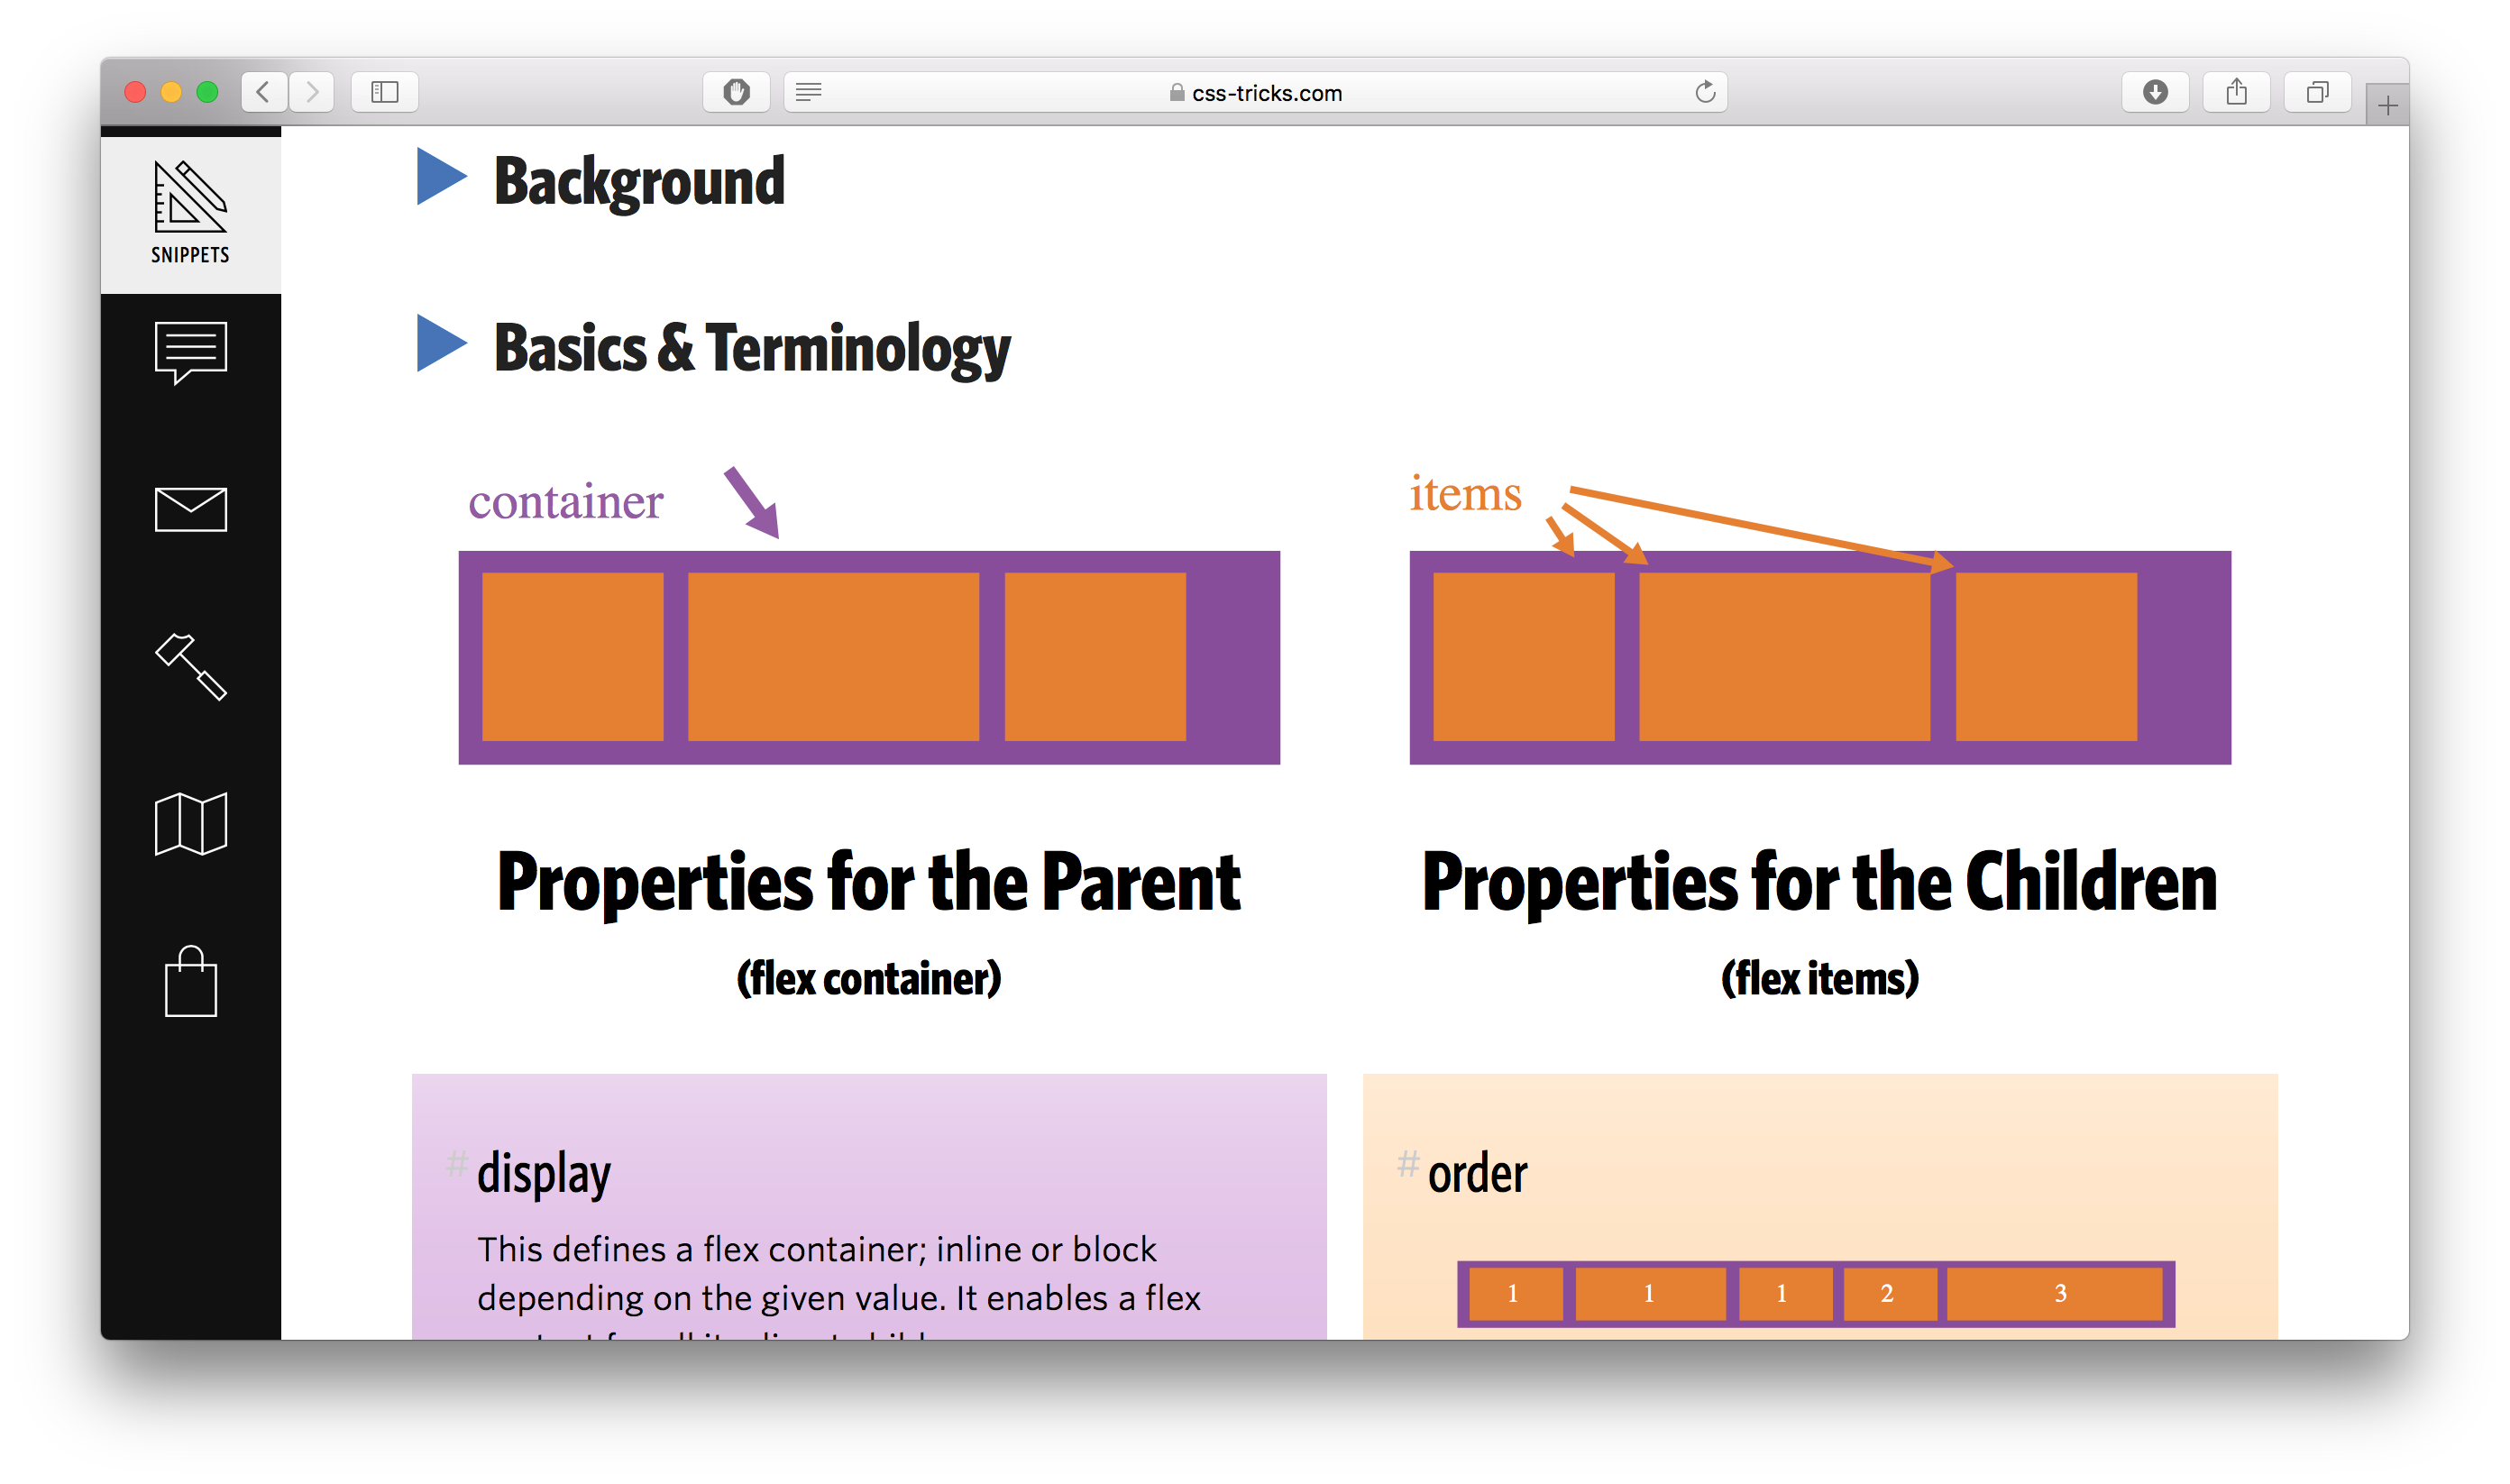 css-tricks.com
SNIPPETS
Background
Basics & Terminology
container
items
Properties for the Parent
(flex container)
Properties for the Children
(flex items)
# display
This defines a flex container; inline or block
depending on the given value. It enables a flex
# order
1 1 1 2 3